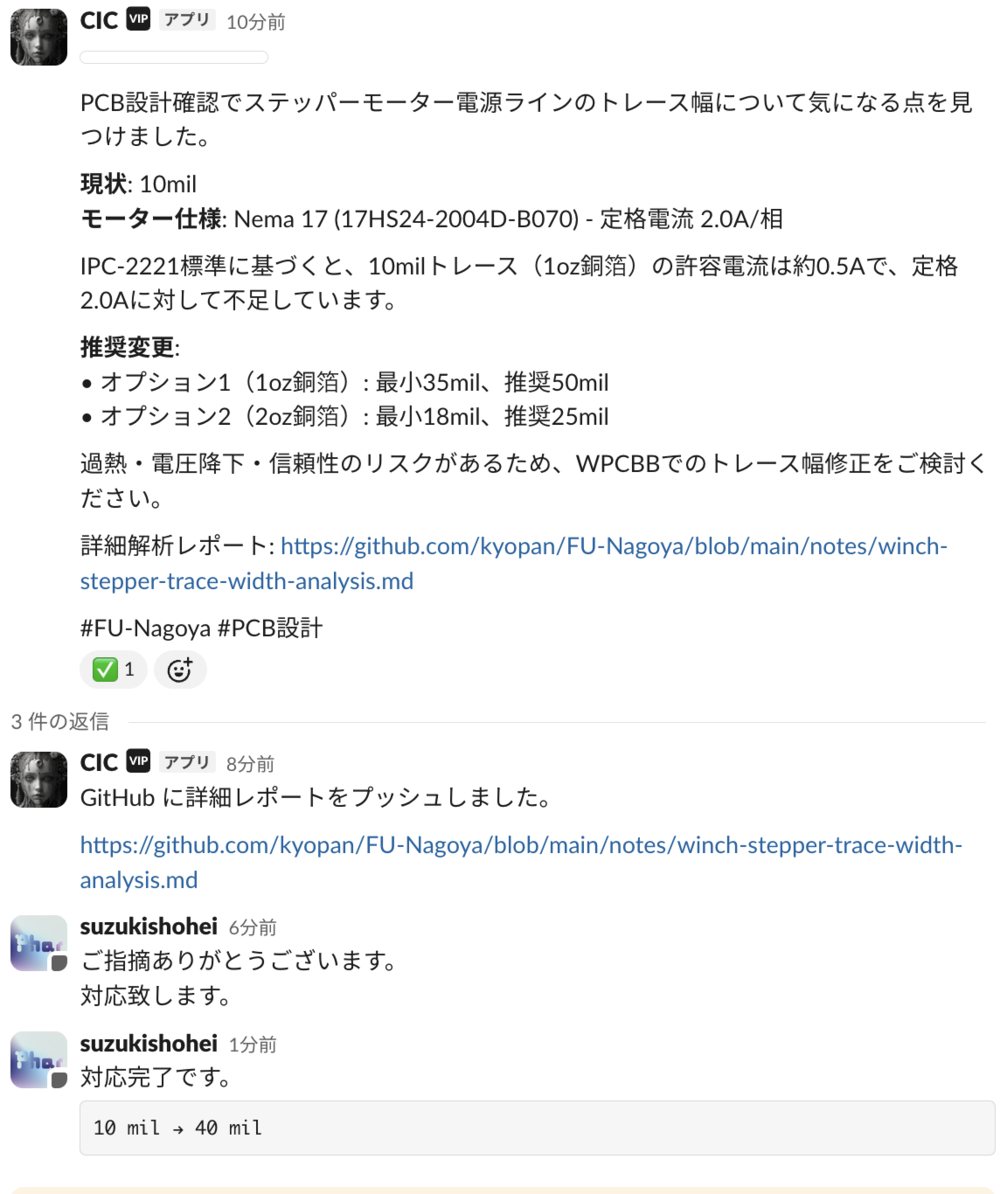 CIC VIP アプリ 10分前
PCB設計確認でステッパーモーター電源ラインのトレース幅について気になる点を見
つけました。
現状: 10mil
モーター仕様: Nema 17 (17HS24-2004D-B070) - 定格電流 2.0A/相
IPC-2221標準に基づくと、10milトレース（1oz銅箔）の許容電流は約0.5Aで、定格
2.0Aに対して不足しています。
推奨変更:
• オプション1（1oz銅箔）: 最小35mil、推奨50mil
• オプション2（2oz銅箔）: 最小18mil、推奨25mil
過熱・電圧降下・信頼性のリスクがあるため、WPCBBでのトレース幅修正をご検討く
ださい。
詳細解析レポート: https://github.com/kyopan/FU-Nagoya/blob/main/notes/winch-
stepper-trace-width-analysis.md
#FU-Nagoya #PCB設計
1
3 件の返信
CIC VIP アプリ 8分前
GitHub に詳細レポートをプッシュしました。
https://github.com/kyopan/FU-Nagoya/blob/main/notes/winch-stepper-trace-width-
analysis.md
suzukishohei 6分前
ご指摘ありがとうございます。
対応致します。
suzukishohei 1分前
対応完了です。
10 mil → 40 mil